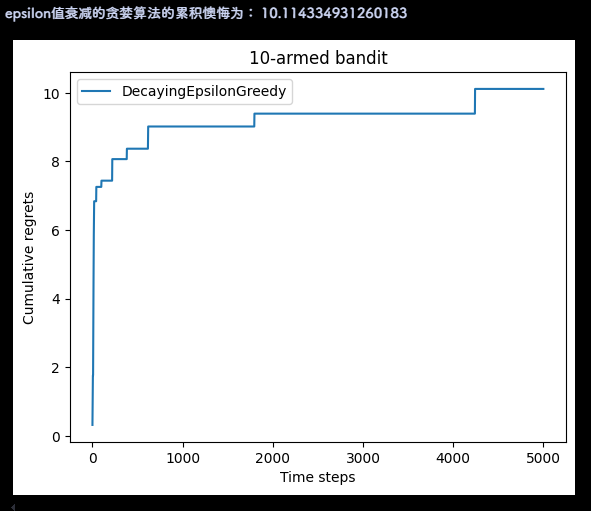 epsilon值衰减的贪婪算法的累积懊悔为： 10.114334931260183
10-armed bandit
DecayingEpsilonGreedy
10
8
6
4
2
0
Cumulative regrets
0 1000 2000 3000 4000 5000
Time steps